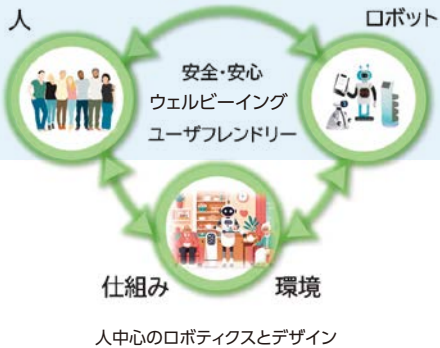 人
ロボット
安全・安心
ウェルビーイング
ユーザフレンドリー
仕組み
環境
人中心のロボティクスとデザイン